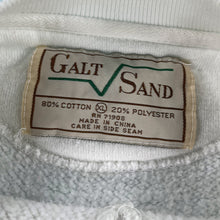 GALT SAND
80% COTTON XL 20% POLYESTER
RN 71908
MADE IN CHINA
CARE IN SIDE SEAM